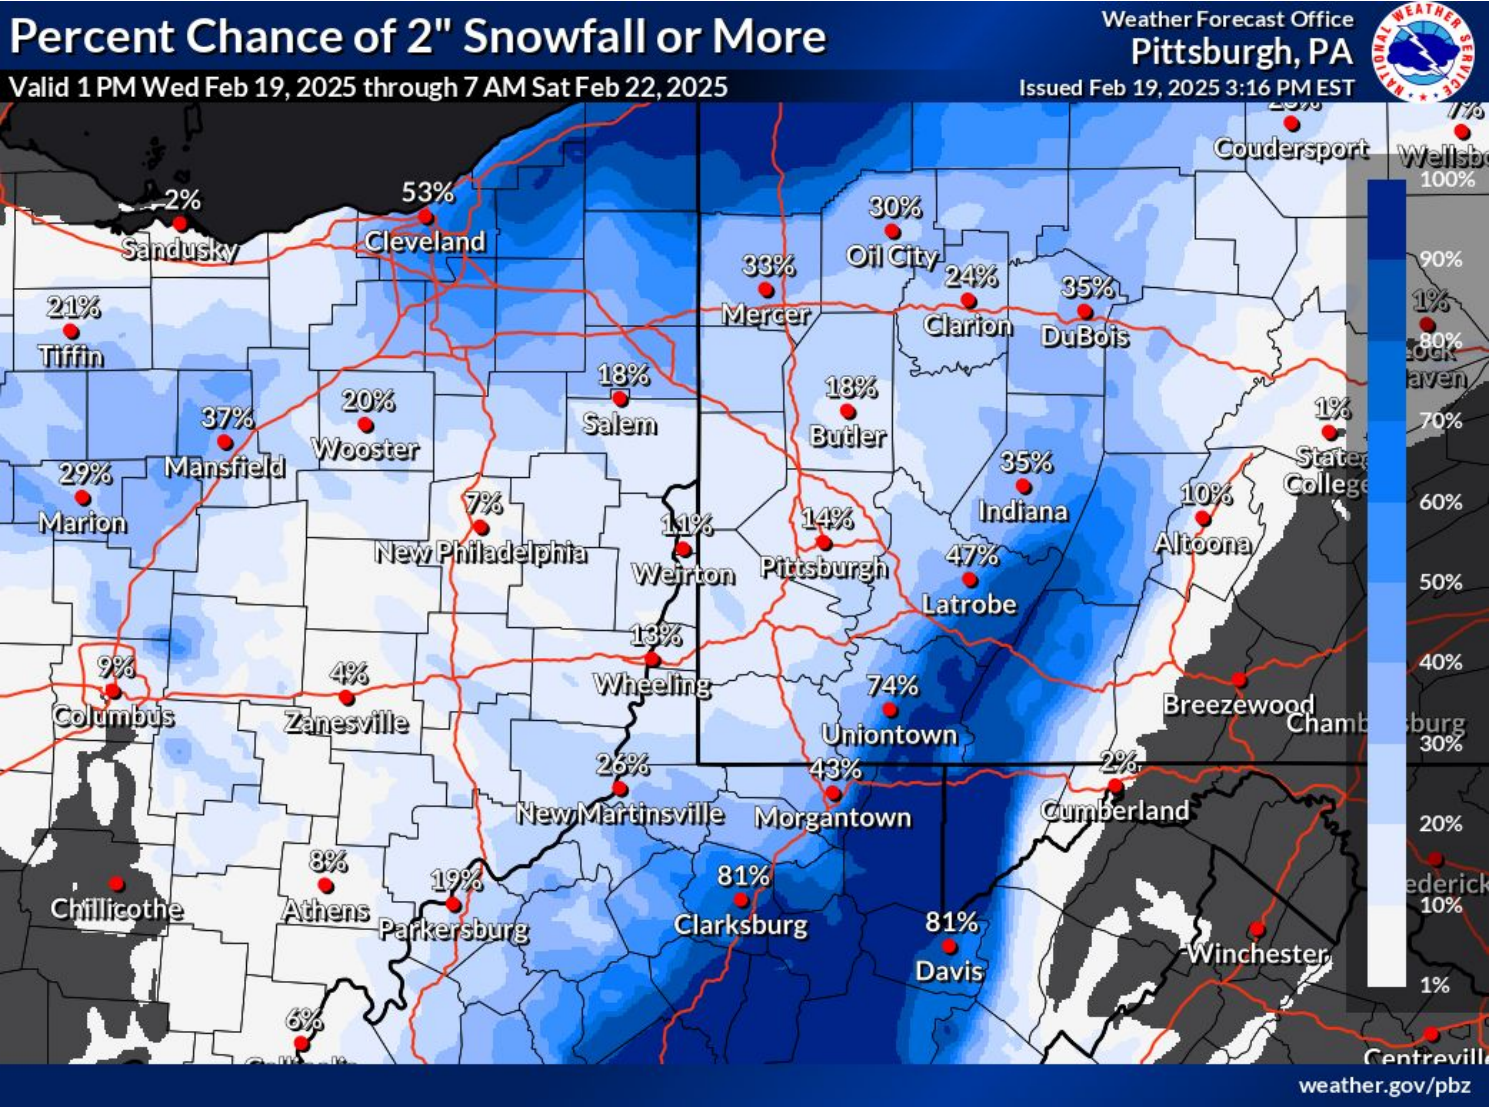 Percent Chance of 2" Snowfall or More
Valid 1 PM Wed Feb 19, 2025 through 7 AM Sat Feb 22, 2025
Weather Forecast Office
Pittsburgh, PA
Issued Feb 19, 2025 3:16 PM EST
NATIONAL WEATHER SERVICE
Coudersport
7%
100%
2%
Sandusky
53%
Cleveland
30%
Oil City
90%
33%
Mercer
24%
Clarion
35%
DuBois
21%
Tiffin
1%
80%
18%
Salem
37%
Mansfield
20%
Wooster
18%
Butler
1%
State
College
70%
29%
Marion
35%
Indiana
7%
New Philadelphia
10%
Altoona
60%
11%
Weirton
14%
Pittsburgh
47%
Latrobe
50%
13%
Wheeling
40%
9%
Columbus
4%
Zanesville
74%
Uniontown
Breezewood
30%
26%
New Martinsville
43%
Morgantown
2%
Cumberland
20%
8%
Athens
19%
Parkersburg
81%
Clarksburg
Chillicothe
10%
81%
Davis
Winchester
1%
6%
weather.gov/pbz